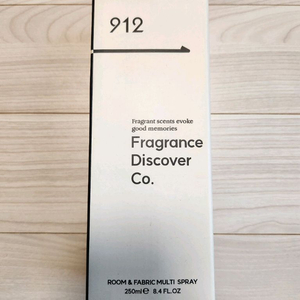 912
Fragrant scents evoke
good memories
Fragrance
Discover
Co.
ROOM & FABRIC MULTI SPRAY
250ml℮ 8.4 FL.OZ